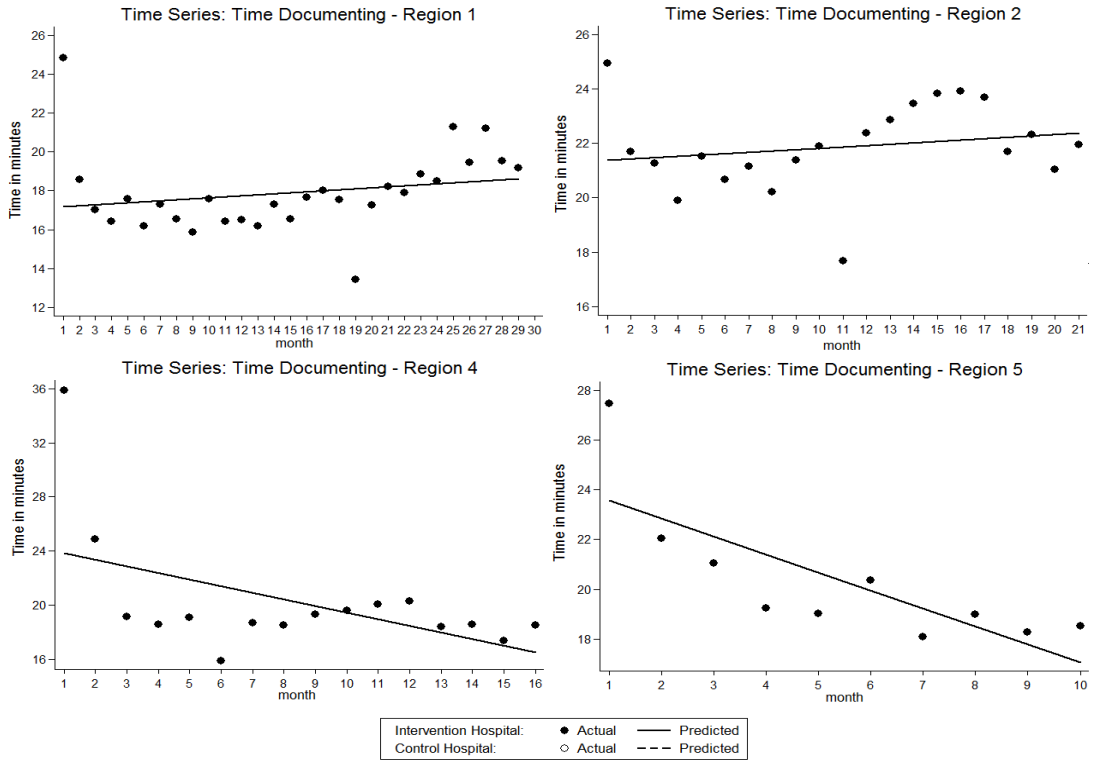 Time Series: Time Documenting - Region 1
Time in minutes
26
24
22
20
18
16
14
12
1 2 3 4 5 6 7 8 9 10 11 12 13 14 15 16 17 18 19 20 21 22 23 24 25 26 27 28 29 30
month
Time Series: Time Documenting - Region 2
Time in minutes
26
24
22
20
18
16
1 2 3 4 5 6 7 8 9 10 11 12 13 14 15 16 17 18 19 20 21
month
Time Series: Time Documenting - Region 4
Time in minutes
36
32
28
24
20
16
1 2 3 4 5 6 7 8 9 10 11 12 13 14 15 16
month
Time Series: Time Documenting - Region 5
Time in minutes
28
26
24
22
20
18
1 2 3 4 5 6 7 8 9 10
month
Intervention Hospital: Actual Predicted
Control Hospital: Actual Predicted